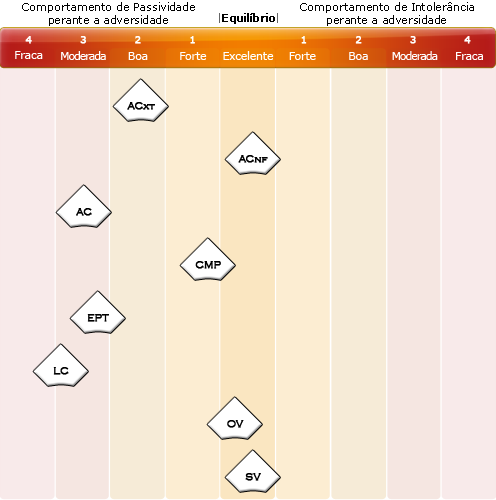 Comportamento de Passividade
perante a adversidade
|Equilíbrio|
Comportamento de Intolerância
perante a adversidade
4 3 2 1 1 2 3 4
Fraca Moderada Boa Forte Excelente Forte Boa Moderada Fraca
ACXT
ACNF
AC
CMP
EPT
LC
OV
SV